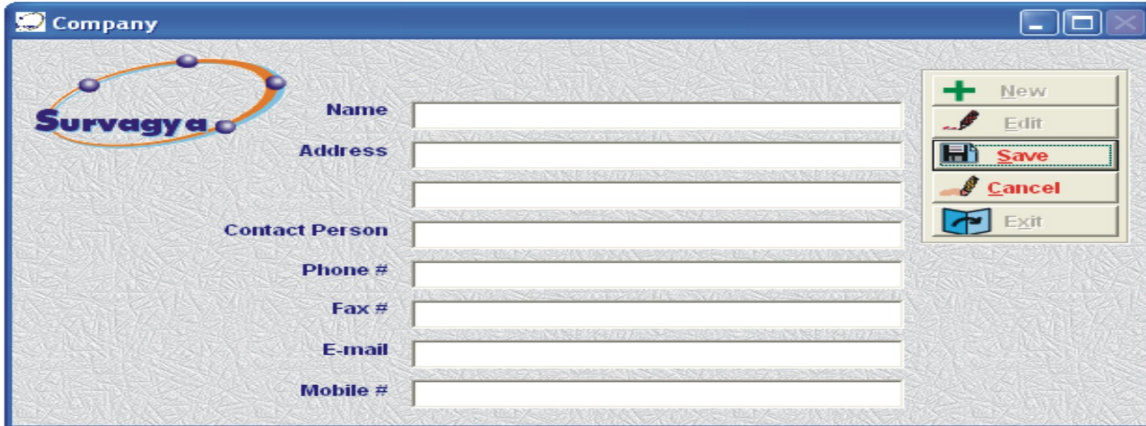 Company
Survagya
Name
Address
Contact Person
Phone #
Fax #
E-mail
Mobile #
New
Edit
Save
Cancel
Exit